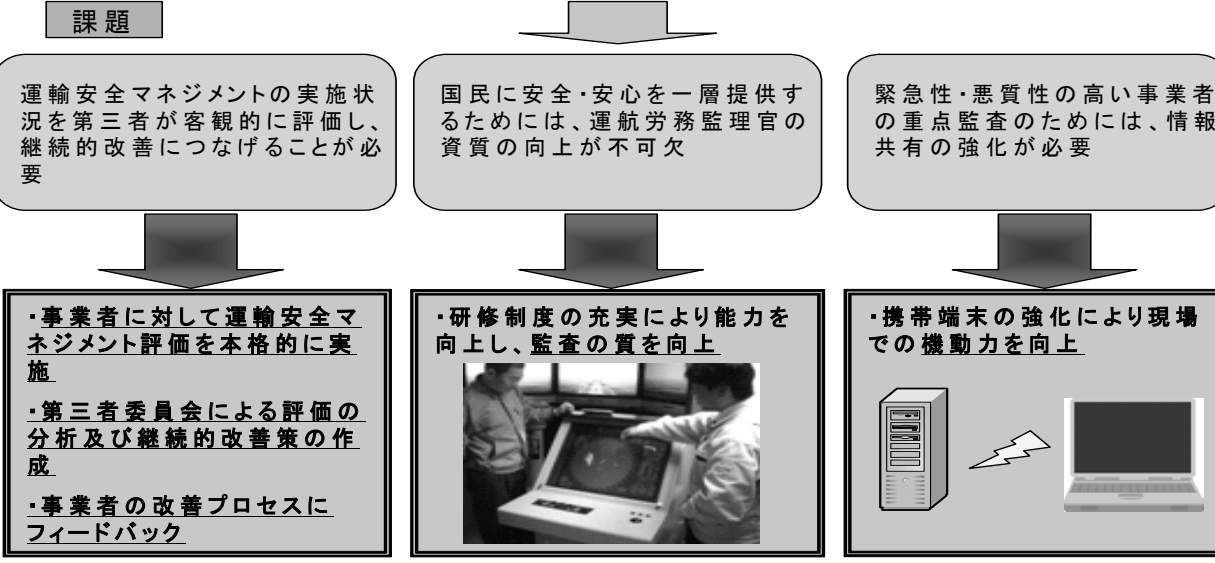 課題
運輸安全マネジメントの実施状
況を第三者が客観的に評価し、
継続的改善につなげることが必
要
国民に安全・安心を一層提供す
るためには、運航労務監理官の
資質の向上が不可欠
緊急性・悪質性の高い事業者
の重点監査のためには、情報
共有の強化が必要
・事業者に対して運輸安全マ
ネジメント評価を本格的に実
施
・第三者委員会による評価の
分析及び継続的改善策の作
成
・事業者の改善プロセスに
フィードバック
・研修制度の充実により能力を
向上し、監査の質を向上
・携帯端末の強化により現場
での機動力を向上